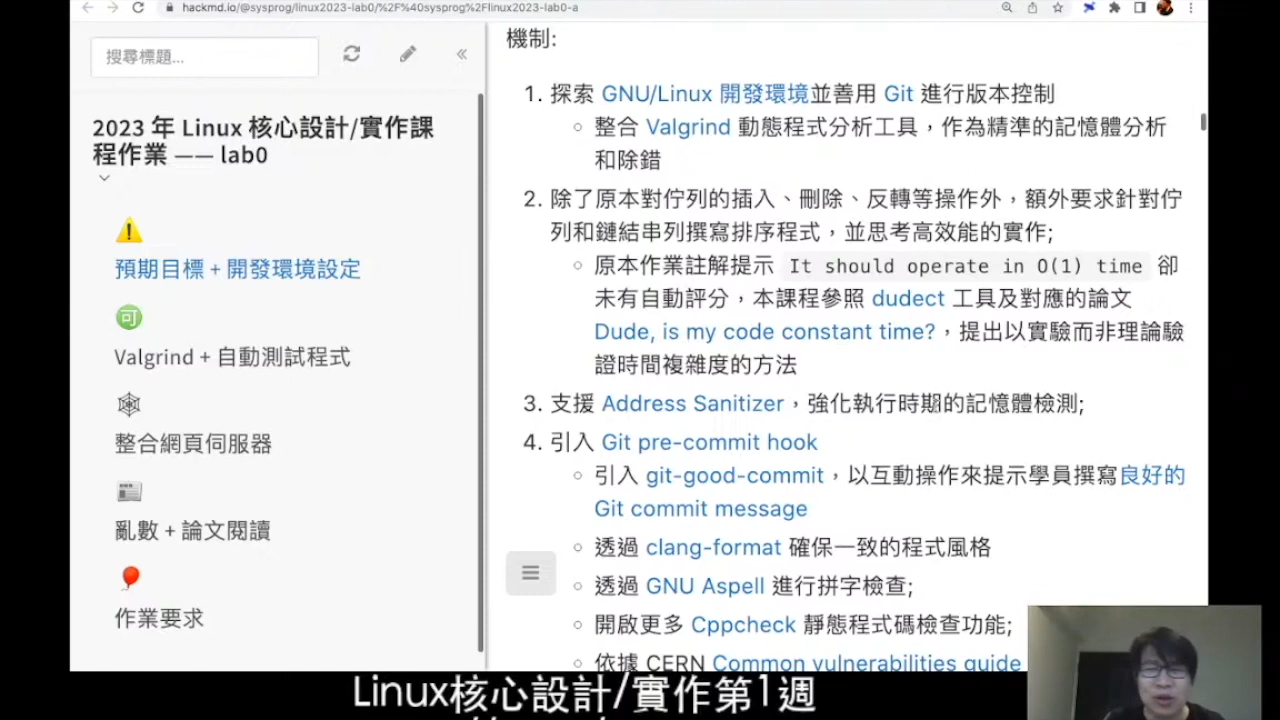 hackmd.io/@sysprog/linux2023-lab0/%2F%40sysprog%2Flinux2023-lab0-a
搜尋標題...
2023 年 Linux 核心設計/實作課
程作業 —— lab0
預期目標 + 開發環境設定
可
Valgrind + 自動測試程式
整合網頁伺服器
亂數 + 論文閱讀
作業要求
機制:
1. 探索 GNU/Linux 開發環境並善用 Git 進行版本控制
整合 Valgrind 動態程式分析工具，作為精準的記憶體分析
和除錯
2. 除了原本對佇列的插入、刪除、反轉等操作外，額外要求針對佇
列和鏈結串列撰寫排序程式，並思考高效能的實作;
原本作業註解提示 It should operate in O(1) time 卻
未有自動評分，本課程參照 dudect 工具及對應的論文
Dude, is my code constant time?，提出以實驗而非理論驗
證時間複雜度的方法
3. 支援 Address Sanitizer，強化執行時期的記憶體檢測;
4. 引入 Git pre-commit hook
引入 git-good-commit，以互動操作來提示學員撰寫良好的
Git commit message
透過 clang-format 確保一致的程式風格
透過 GNU Aspell 進行拼字檢查;
開啟更多 Cppcheck 靜態程式碼檢查功能;
依據 CERN Common vulnerabilities guide
Linux核心設計/實作第1週